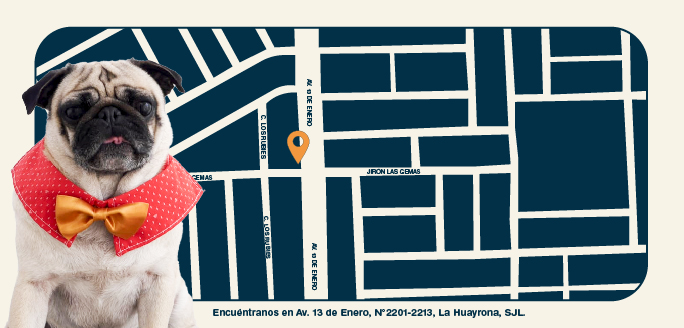 AV. 13 DE ENERO
C. LOS RUBIES
GEMAS
JIRON LAS GEMAS
C. LOS RUBIES
AV. 13 DE ENERO
Encuéntranos en Av. 13 de Enero, N°2201-2213, La Huayrona, SJL.